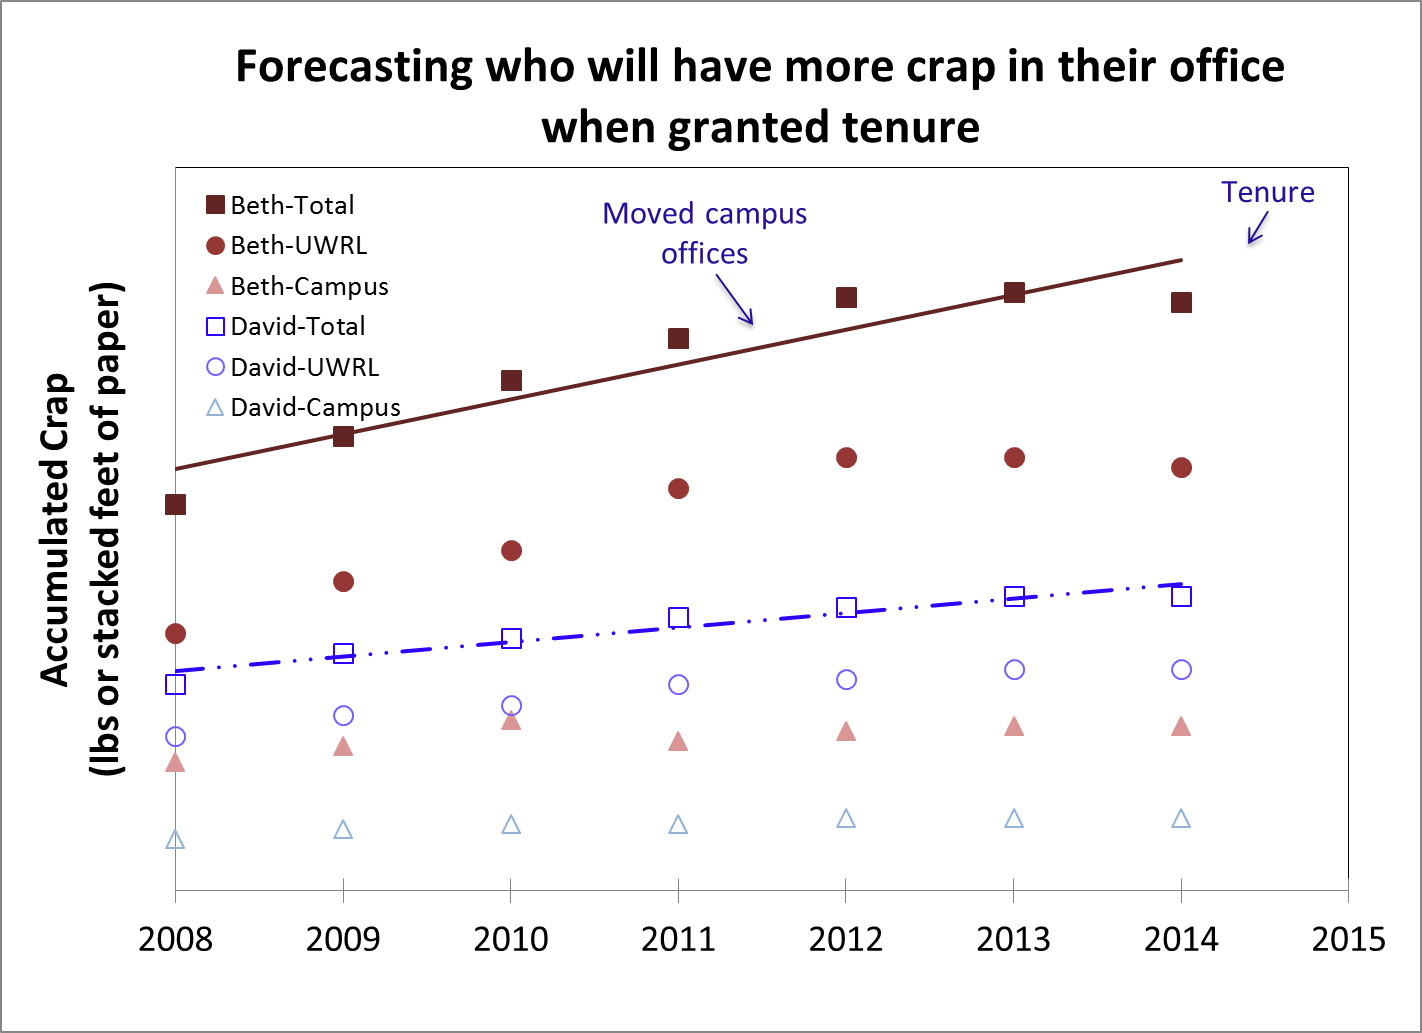 Forecasting who will have more crap in their office
when granted tenure
Accumulated Crap
(lbs or stacked feet of paper)
Beth-Total
Beth-UWRL
Beth-Campus
David-Total
David-UWRL
David-Campus
Moved campus
offices
Tenure
2008 2009 2010 2011 2012 2013 2014 2015